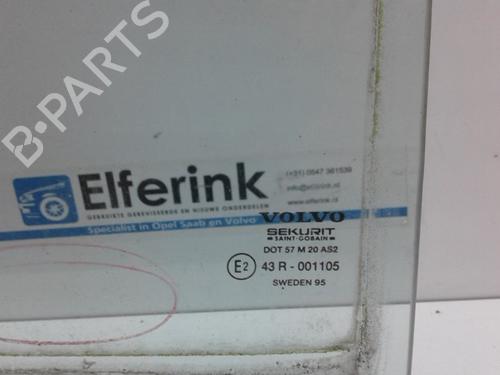 B-PARTS
Elferink
(+31) 0547 361539
info@elferink.nl
www.elferink.nl
GEBRUIKTE GEREVISEERDE EN NIEUWE ONDERDELEN
Specialist in Opel Saab en Volvo
VOLVO
SEKURIT
SAINT-GOBAIN
DOT 57 M 20 AS2
E2 43 R - 001105
SWEDEN 95